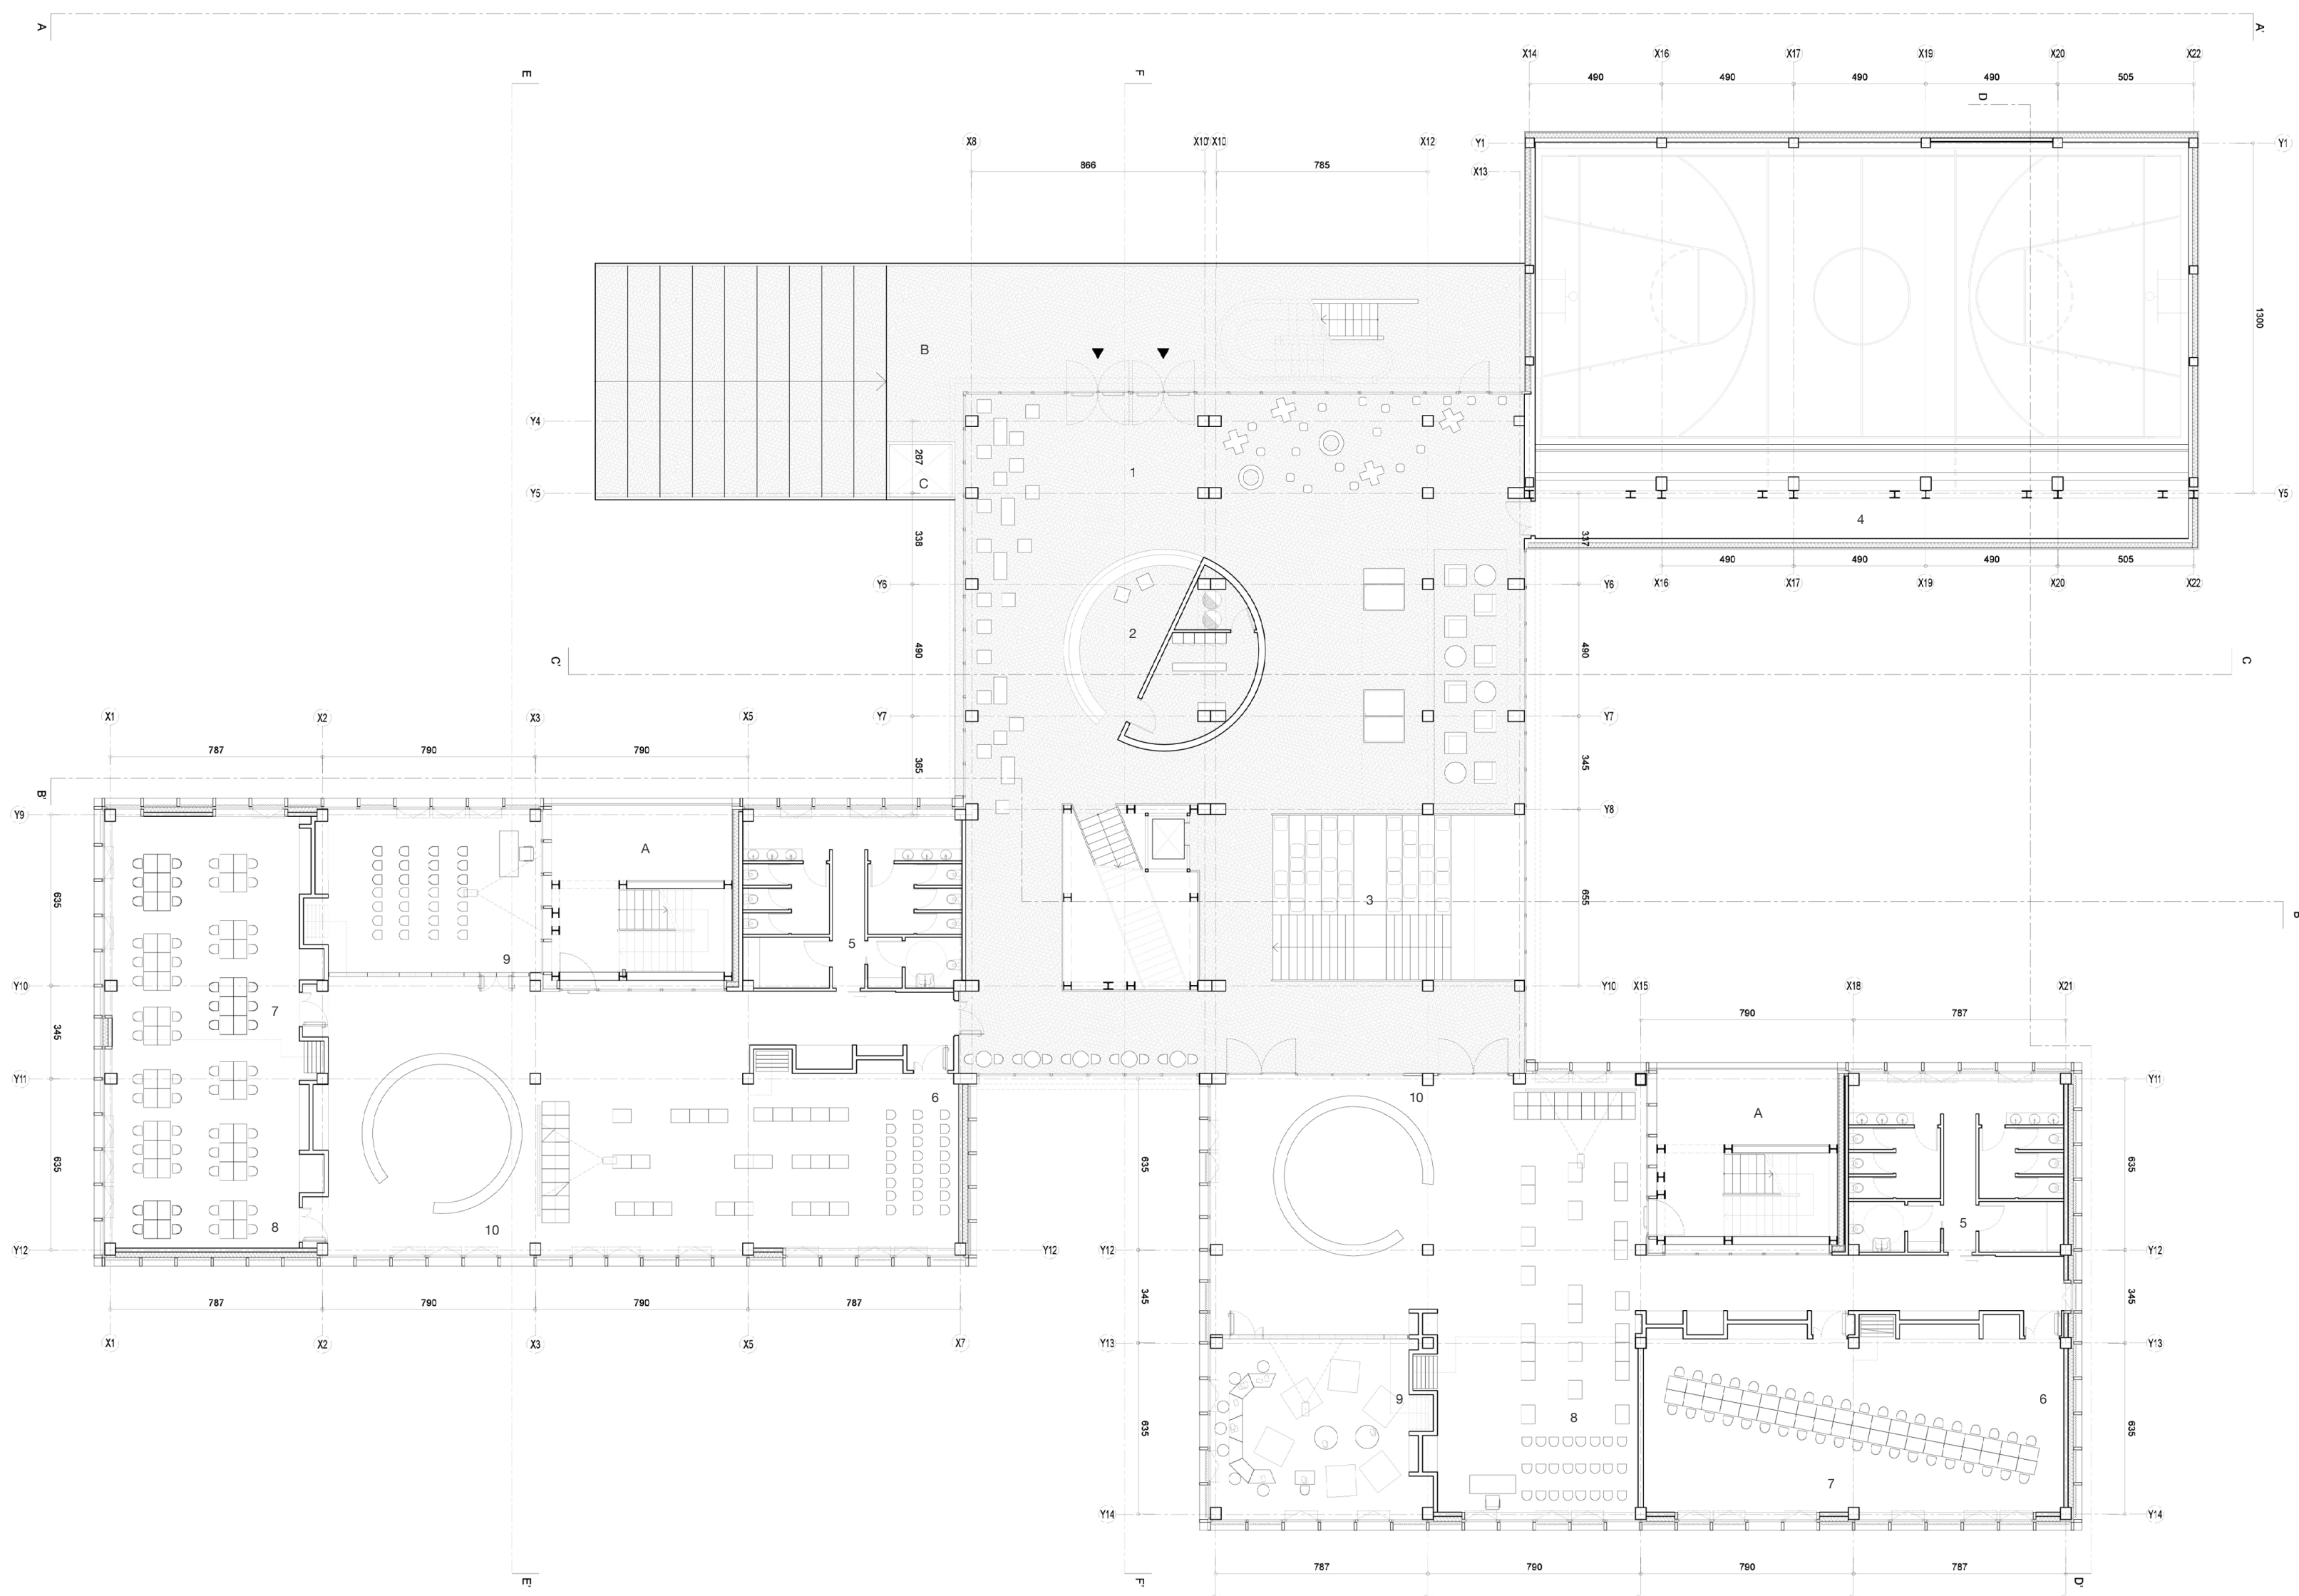 A A'
E F
X14 X16 X17 X19 X20 X22
490 490 490 490 505
D
X8 X10' X10 X12
Y1 Y1
866 785
X13
1300
B
Y4
267
1
C
Y5 Y5
4
338 337
490 490 490 505
Y6 Y6
X16 X17 X19 X20 X22
2
490 490
C' C
X1 X2 X3 X5 Y7 Y7
787 790 790
365 345
B'
Y9 Y8
A
635
3
655
B
5
9
Y10 Y10 X15 X18 X21
7
790 787
345
Y11 Y11
6 10
A
635 635 635
5
8 10
Y12 Y12 Y12 Y12
787 790 790 787
345 345
X1 X2 X3 X5 X7 Y13 Y13
9 8 6
635 635
7
Y14 Y14
787 790 790 787
E' F' D'